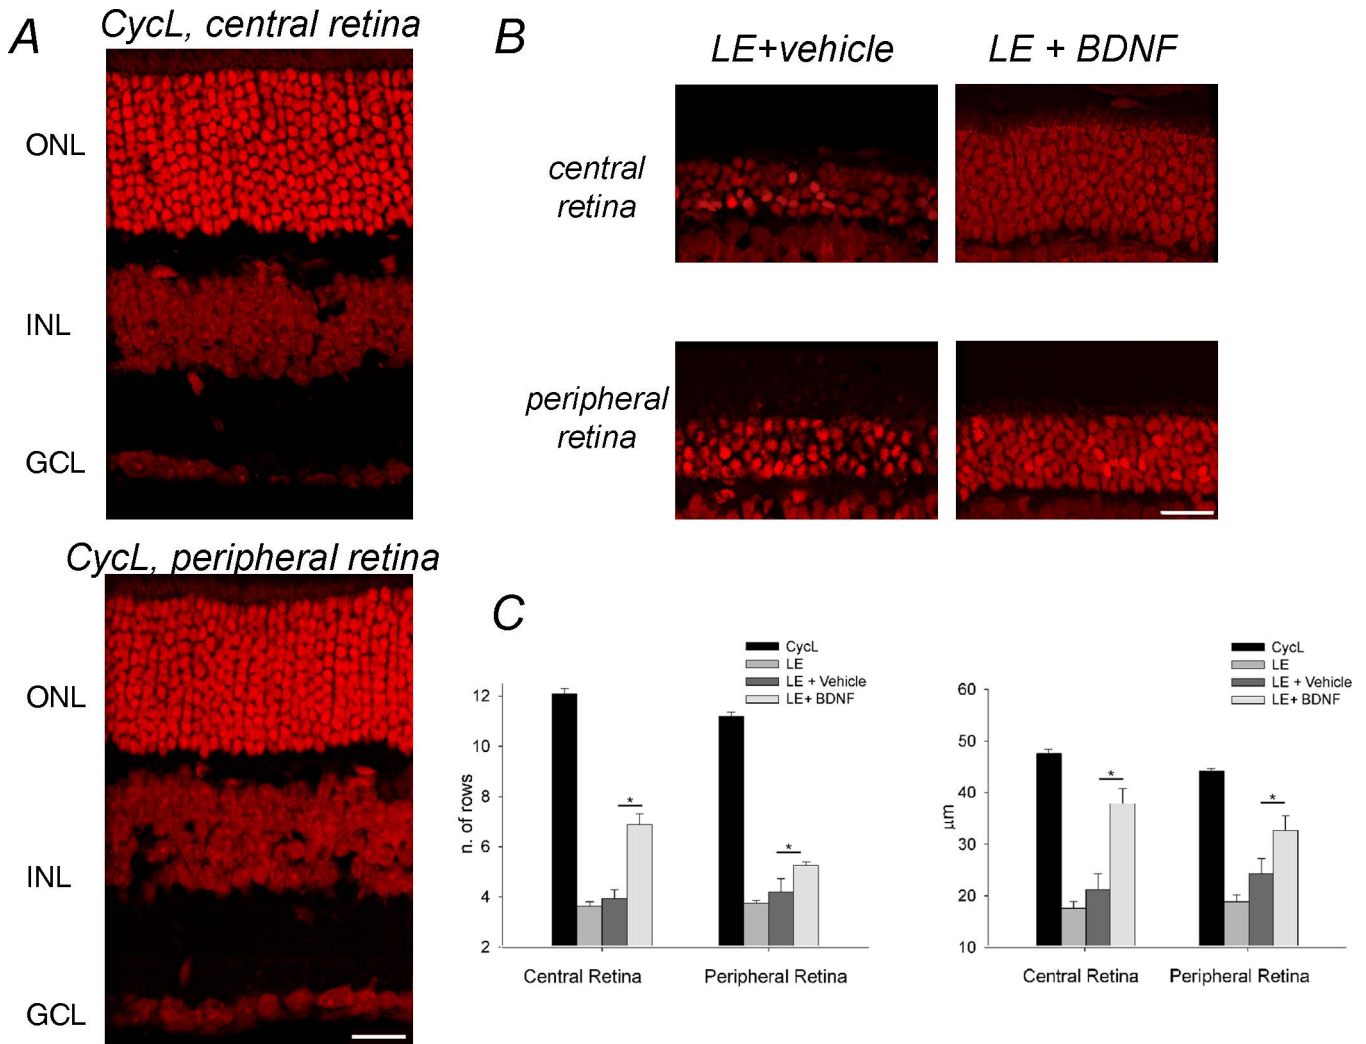 A
CycL, central retina
ONL
INL
GCL
CycL, peripheral retina
ONL
INL
GCL
B
LE+vehicle
LE + BDNF
central
retina
peripheral
retina
C
CycL
LE
LE + Vehicle
LE+ BDNF
n. of rows
12
10
8
6
4
2
*
*
Central Retina
Peripheral Retina
CycL
LE
LE + Vehicle
LE+ BDNF
µm
60
50
40
30
20
10
*
*
Central Retina
Peripheral Retina